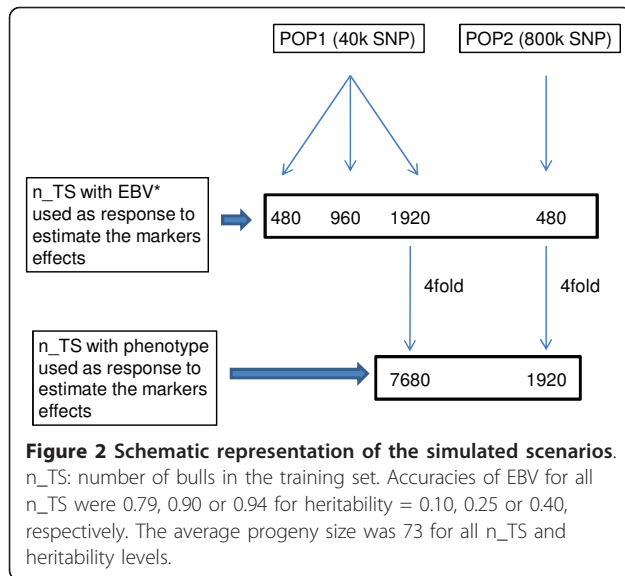 POP1 (40k SNP) POP2 (800k SNP)
n_TS with EBV*
used as response to
estimate the markers
effects
480 960 1920 480
4fold 4fold
n_TS with phenotype
used as response to
estimate the markers
effects
7680 1920
Figure 2 Schematic representation of the simulated scenarios.
n_TS: number of bulls in the training set. Accuracies of EBV for all
n_TS were 0.79, 0.90 or 0.94 for heritability = 0.10, 0.25 or 0.40,
respectively. The average progeny size was 73 for all n_TS and
heritability levels.